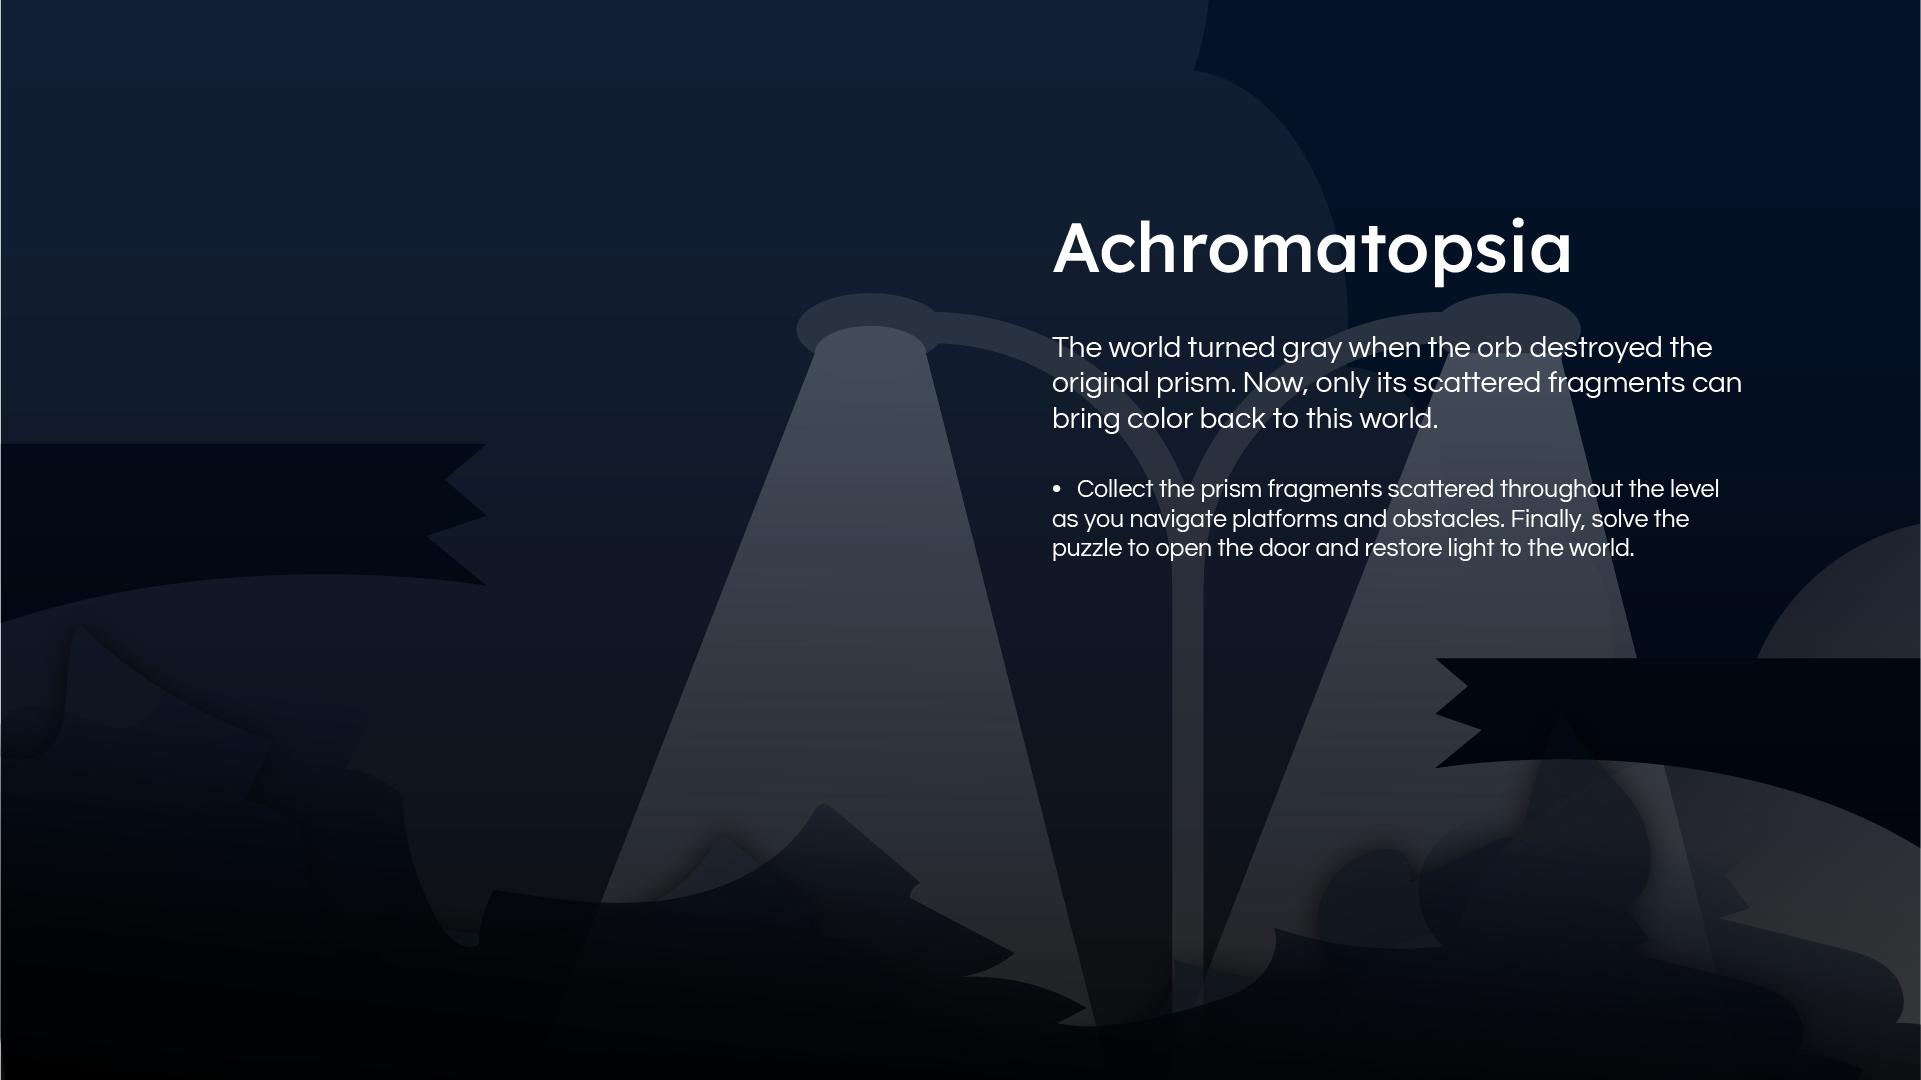 Achromatopsia
The world turned gray when the orb destroyed the
original prism. Now, only its scattered fragments can
bring color back to this world.
• Collect the prism fragments scattered throughout the level
as you navigate platforms and obstacles. Finally, solve the
puzzle to open the door and restore light to the world.